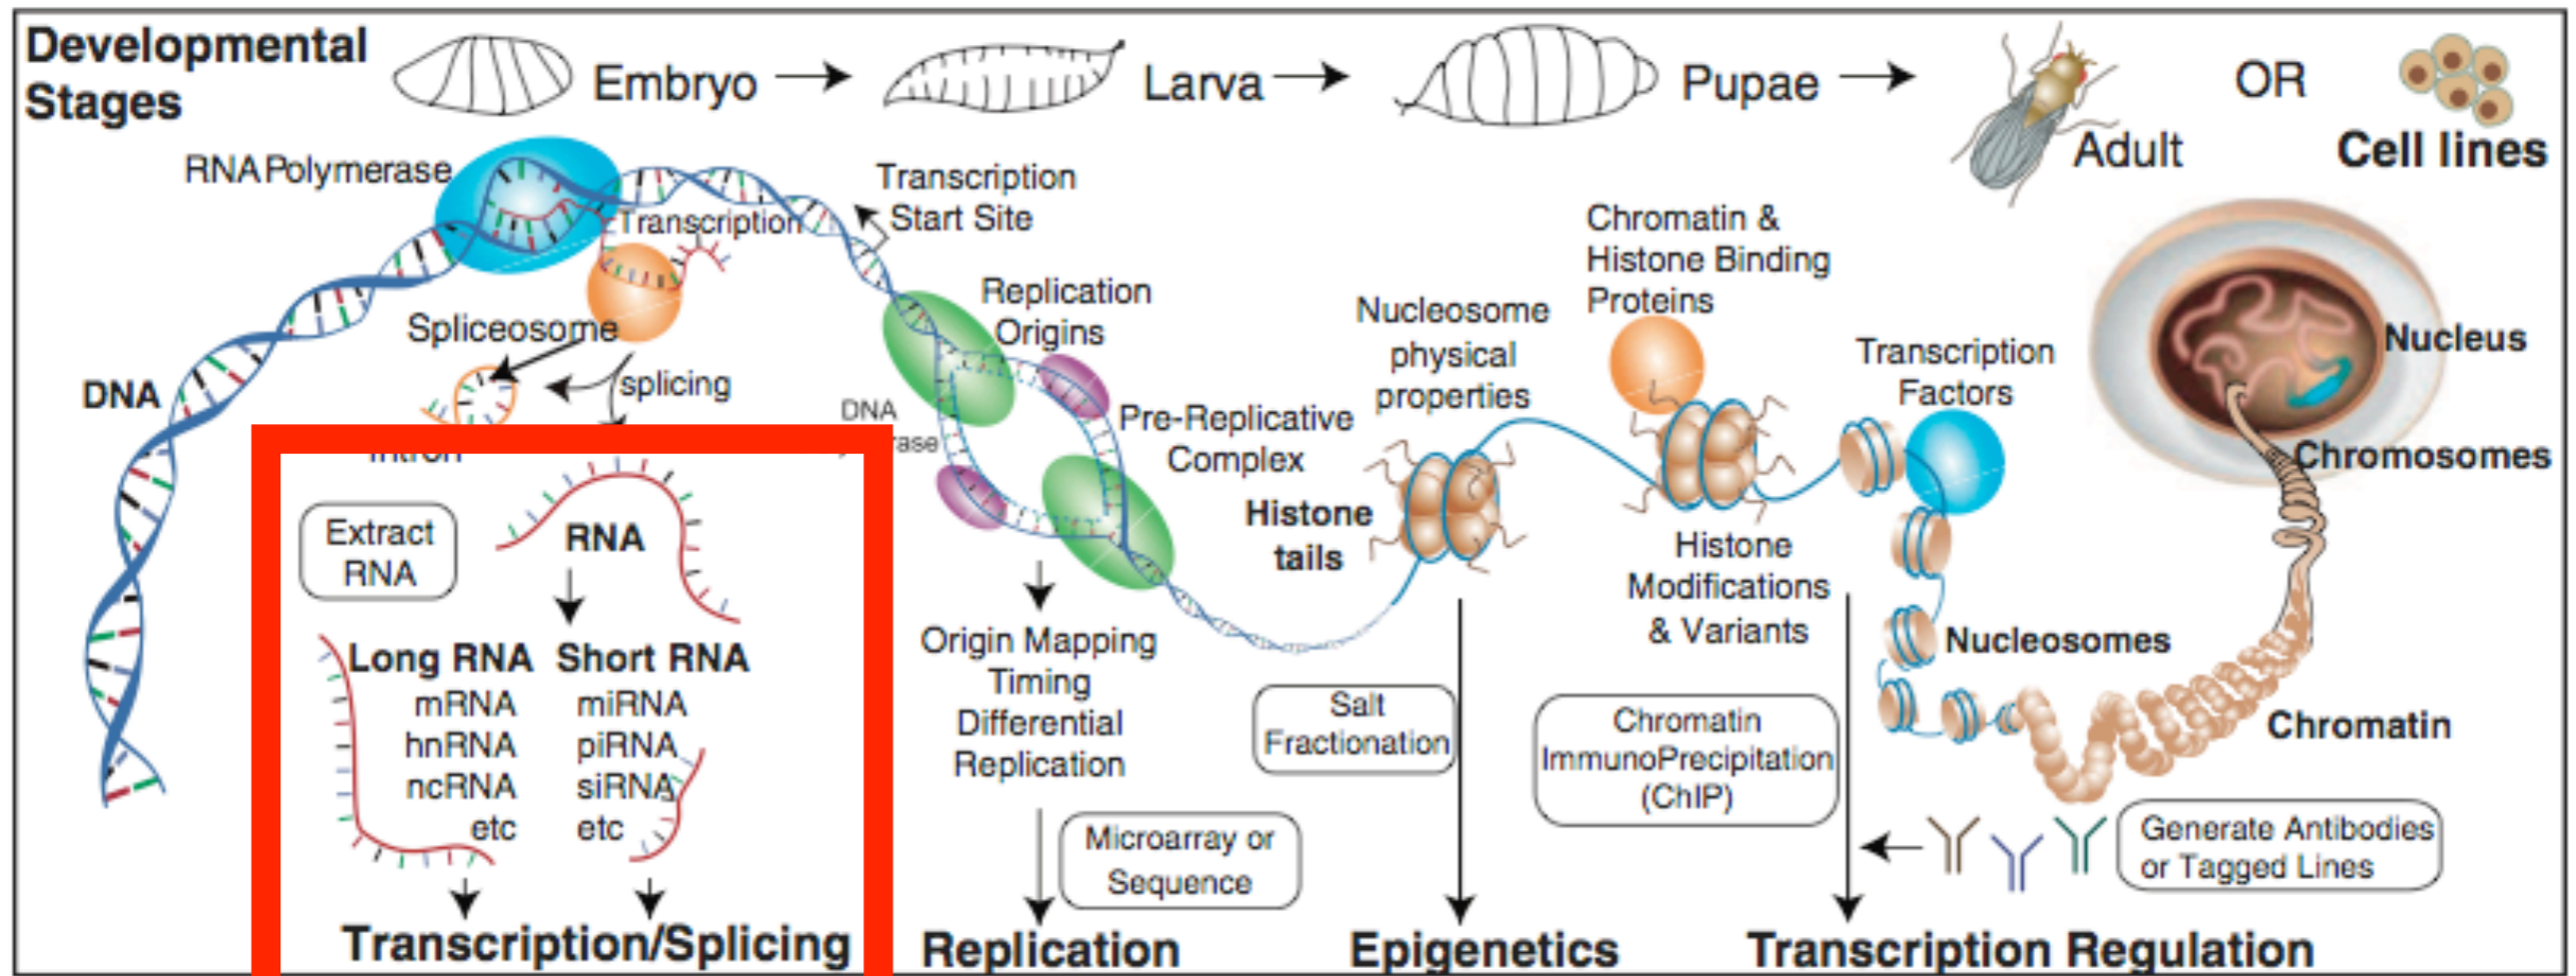 Developmental
Stages
Embryo
Larva
Pupae
Adult
OR
Cell lines
RNA Polymerase
Transcription
Transcription
Start Site
Spliceosome
splicing
DNA
Replication
Origins
DNA
Pre-Replicative
Complex
Nucleosome
physical
properties
Histone
tails
Chromatin &
Histone Binding
Proteins
Transcription
Factors
Nucleus
Chromosomes
Histone
Modifications
& Variants
Nucleosomes
Chromatin
Extract
RNA
RNA
Long RNA
mRNA
hnRNA
ncRNA
etc
Short RNA
miRNA
piRNA
siRNA
etc
Transcription/Splicing
Origin Mapping
Timing
Differential
Replication
Microarray or
Sequence
Replication
Salt
Fractionation
Epigenetics
Chromatin
ImmunoPrecipitation
(ChIP)
Generate Antibodies
or Tagged Lines
Transcription Regulation